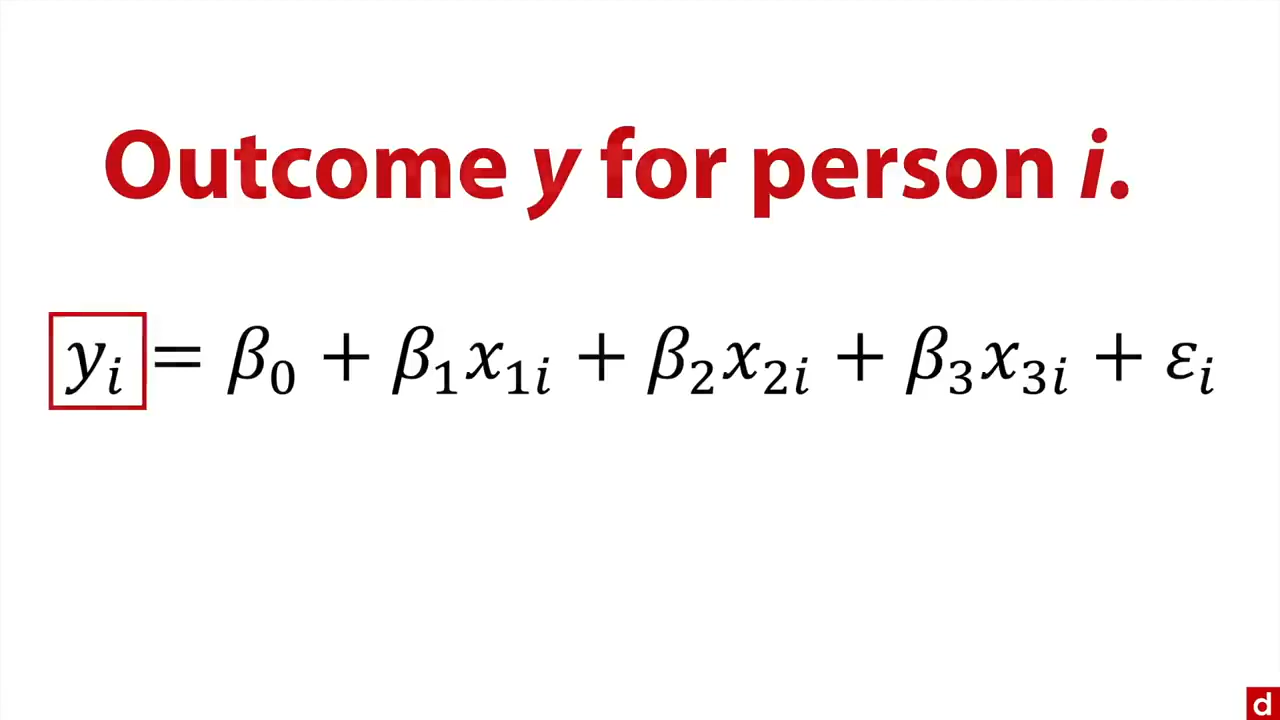 Outcome y for person i.
yᵢ = β₀ + β₁x₁ᵢ + β₂x₂ᵢ + β₃x₃ᵢ + εᵢ
d